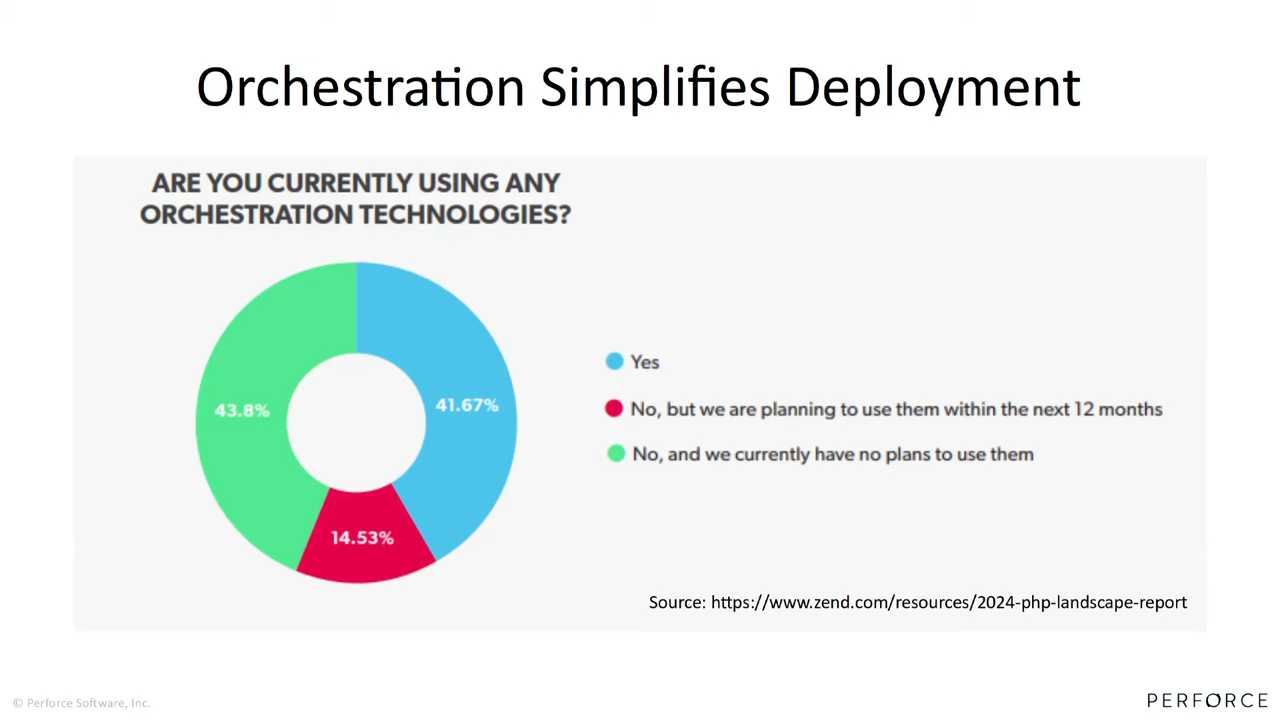 Orchestration Simplifies Deployment
ARE YOU CURRENTLY USING ANY
ORCHESTRATION TECHNOLOGIES?
43.8%
41.67%
14.53%
Yes
No, but we are planning to use them within the next 12 months
No, and we currently have no plans to use them
Source: https://www.zend.com/resources/2024-php-landscape-report
© Perforce Software, Inc.
PERFORCE